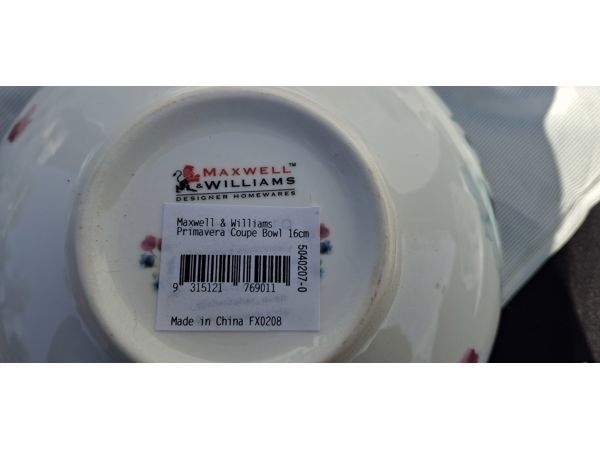 MAXWELL™
& WILLIAMS
DESIGNER HOMEWARES
Maxwell & Williams
Primavera Coupe Bowl 16cm
5040207-0
9 315121 769011
Made in China FX0208